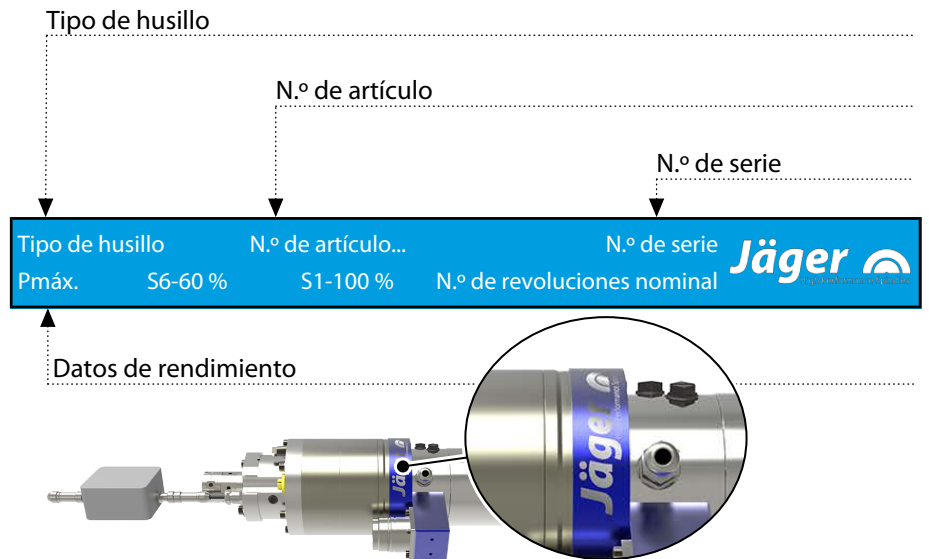 Tipo de husillo
N.º de artículo
N.º de serie
Tipo de husillo N.º de artículo... N.º de serie
Pmáx. S6-60 % S1-100 % N.º de revoluciones nominal
Jäger
Datos de rendimiento
Jäger
Jäger